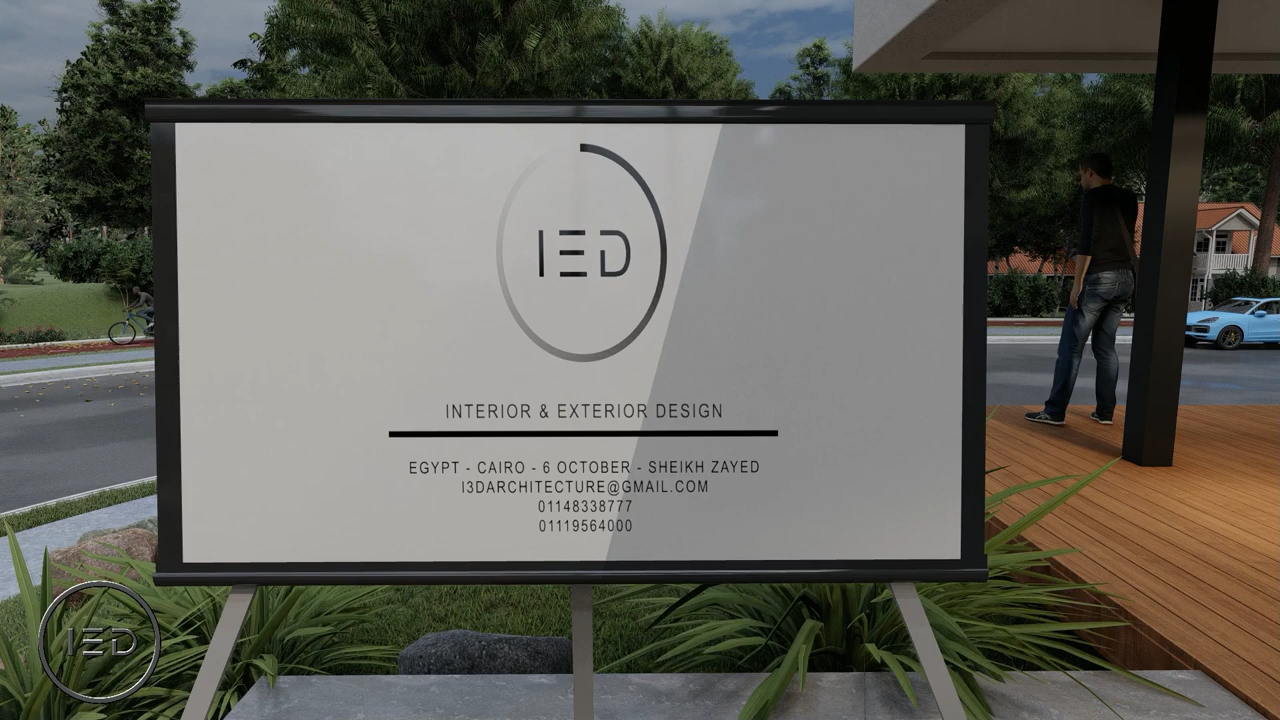 IED
INTERIOR & EXTERIOR DESIGN
EGYPT - CAIRO - 6 OCTOBER - SHEIKH ZAYED
I3DARCHITECTURE@GMAIL.COM
01148338777
01119564000
IED